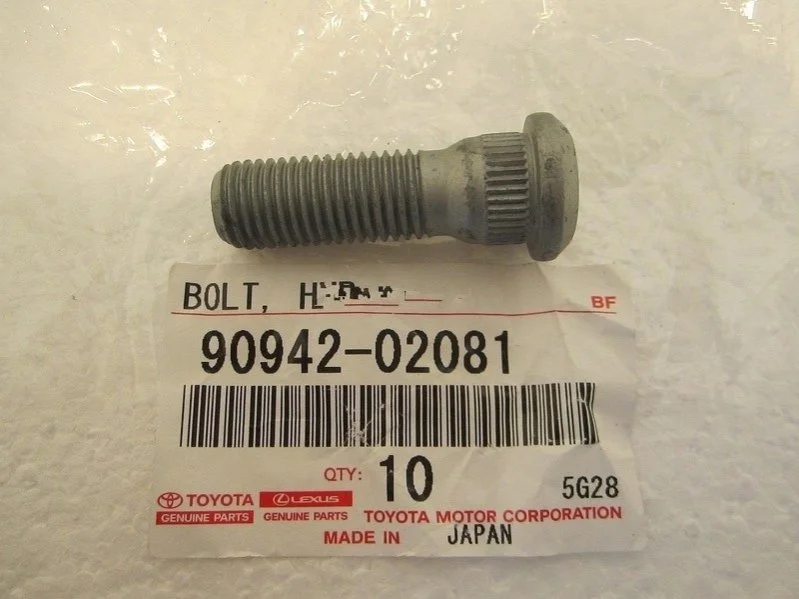 BOLT, H
BF
90942-02081
QTY: 10
5G28
TOYOTA LEXUS
GENUINE PARTS GENUINE PARTS TOYOTA MOTOR CORPORATION
MADE IN JAPAN